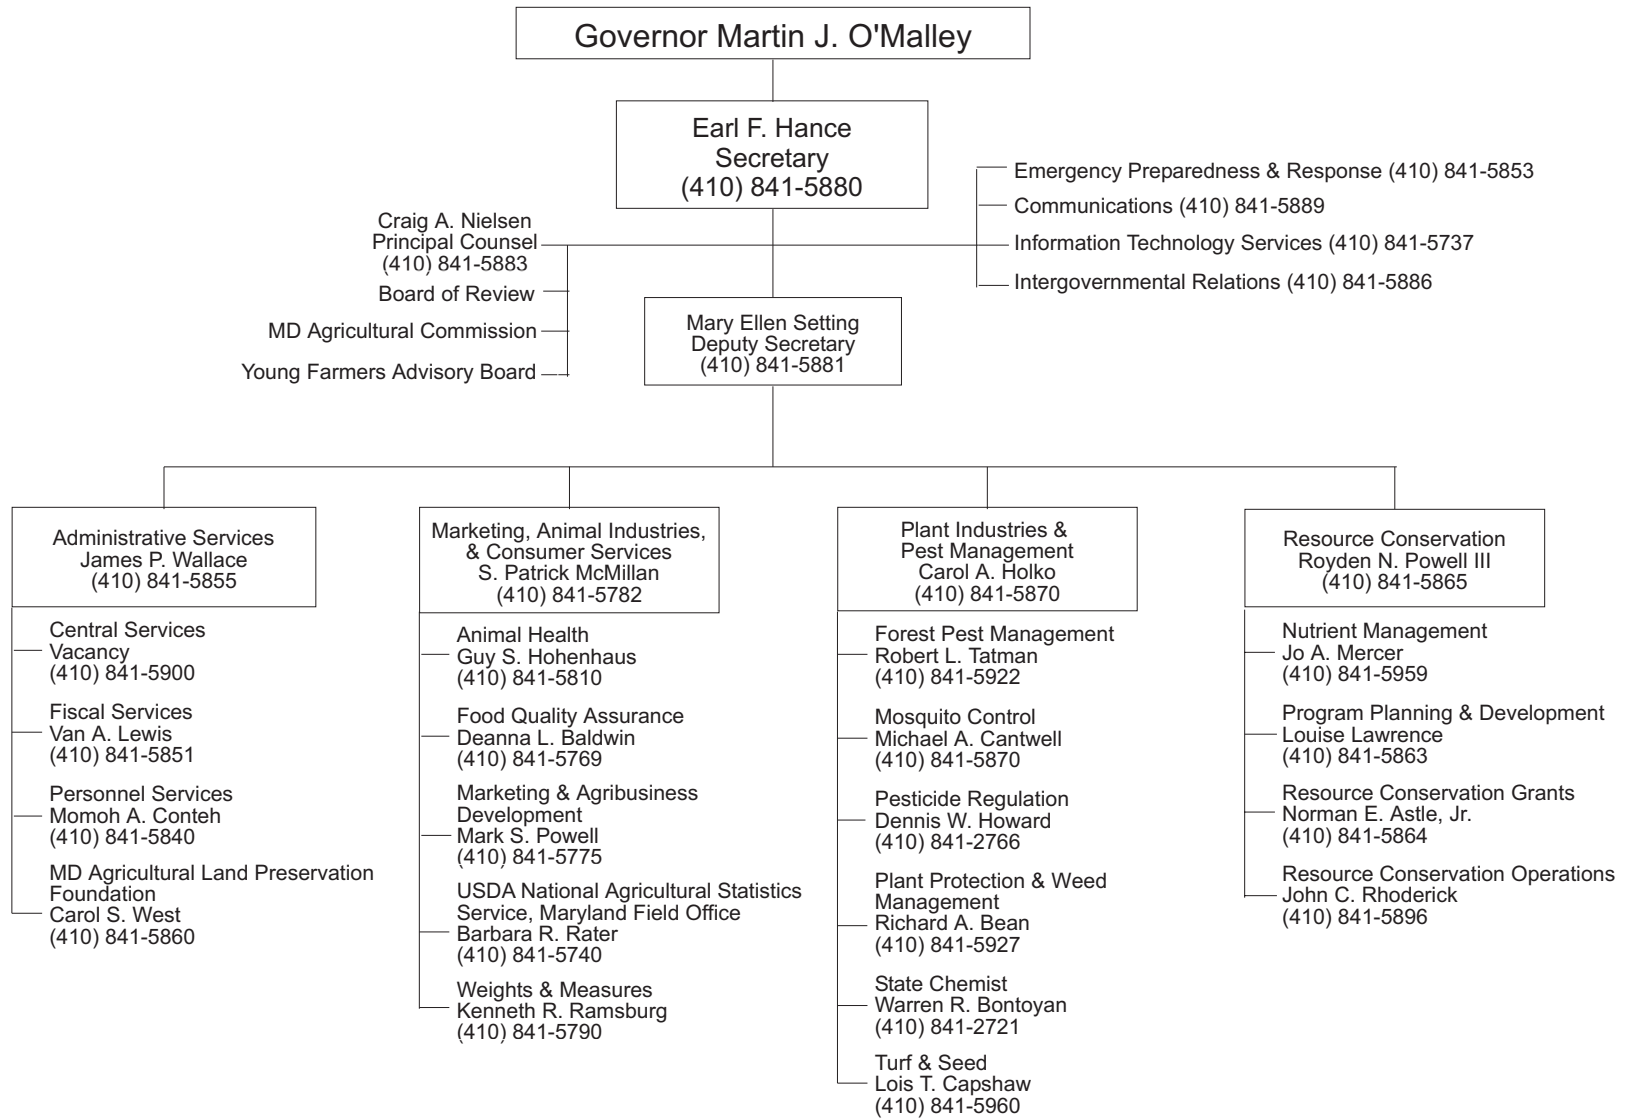 Governor Martin J. O'Malley
Earl F. Hance
Secretary
(410) 841-5880
Emergency Preparedness & Response (410) 841-5853
Communications (410) 841-5889
Information Technology Services (410) 841-5737
Intergovernmental Relations (410) 841-5886
Craig A. Nielsen
Principal Counsel
(410) 841-5883
Board of Review
MD Agricultural Commission
Young Farmers Advisory Board
Mary Ellen Setting
Deputy Secretary
(410) 841-5881
Administrative Services
James P. Wallace
(410) 841-5855
Central Services
Vacancy
(410) 841-5900
Fiscal Services
Van A. Lewis
(410) 841-5851
Personnel Services
Momoh A. Conteh
(410) 841-5840
MD Agricultural Land Preservation
Foundation
Carol S. West
(410) 841-5860
Marketing, Animal Industries,
& Consumer Services
S. Patrick McMillan
(410) 841-5782
Animal Health
Guy S. Hohenhaus
(410) 841-5810
Food Quality Assurance
Deanna L. Baldwin
(410) 841-5769
Marketing & Agribusiness
Development
Mark S. Powell
(410) 841-5775
USDA National Agricultural Statistics
Service, Maryland Field Office
Barbara R. Rater
(410) 841-5740
Weights & Measures
Kenneth R. Ramsburg
(410) 841-5790
Plant Industries &
Pest Management
Carol A. Holko
(410) 841-5870
Forest Pest Management
Robert L. Tatman
(410) 841-5922
Mosquito Control
Michael A. Cantwell
(410) 841-5870
Pesticide Regulation
Dennis W. Howard
(410) 841-2766
Plant Protection & Weed
Management
Richard A. Bean
(410) 841-5927
State Chemist
Warren R. Bontoyan
(410) 841-2721
Turf & Seed
Lois T. Capshaw
(410) 841-5960
Resource Conservation
Royden N. Powell III
(410) 841-5865
Nutrient Management
Jo A. Mercer
(410) 841-5959
Program Planning & Development
Louise Lawrence
(410) 841-5863
Resource Conservation Grants
Norman E. Astle, Jr.
(410) 841-5864
Resource Conservation Operations
John C. Rhoderick
(410) 841-5896